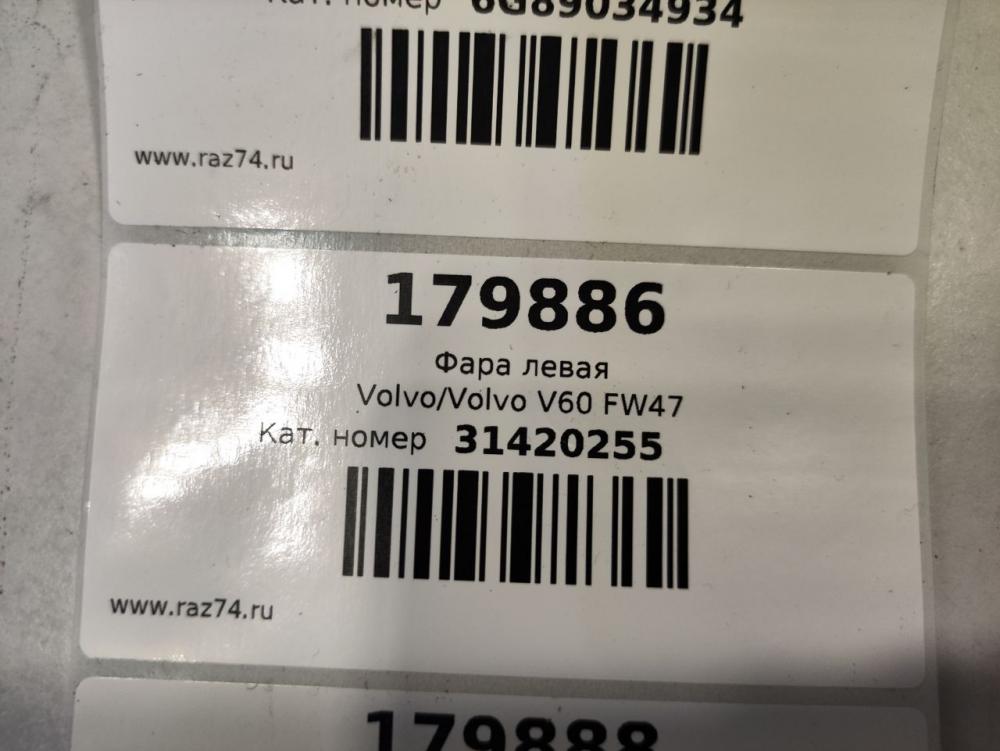 Кат. номер 6G89034934
www.raz74.ru
179886
Фара левая
Volvo/Volvo V60 FW47
Кат. номер 31420255
www.raz74.ru
179888